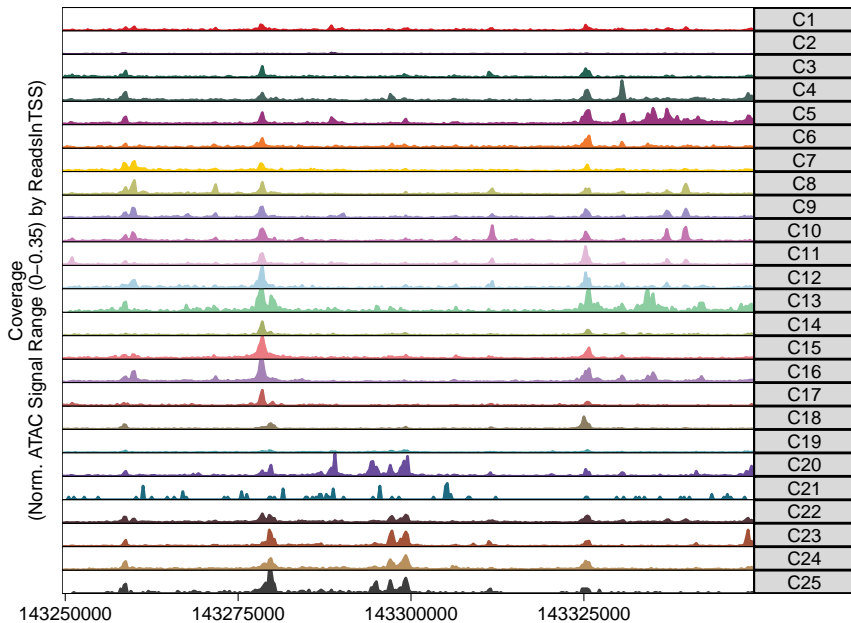 Coverage
(Norm. ATAC Signal Range (0–0.35) by ReadsInTSS)
C1
C2
C3
C4
C5
C6
C7
C8
C9
C10
C11
C12
C13
C14
C15
C16
C17
C18
C19
C20
C21
C22
C23
C24
C25
143250000 143275000 143300000 143325000